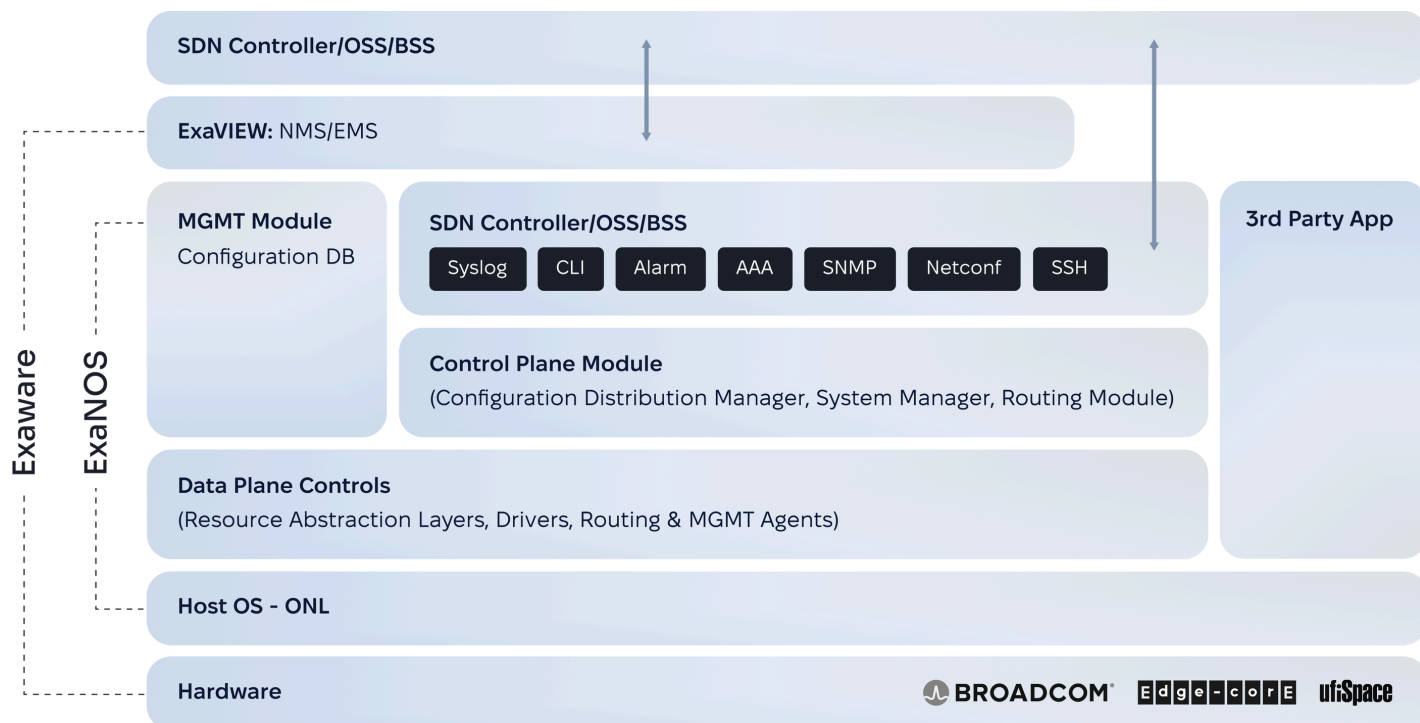 SDN Controller/OSS/BSS
ExaVIEW: NMS/EMS
MGMT Module
Configuration DB
SDN Controller/OSS/BSS
Syslog CLI Alarm AAA SNMP Netconf SSH
3rd Party App
Control Plane Module
(Configuration Distribution Manager, System Manager, Routing Module)
Exaware
ExaNOS
Data Plane Controls
(Resource Abstraction Layers, Drivers, Routing & MGMT Agents)
Host OS - ONL
Hardware
BROADCOM® Edge-corE ufiSpace